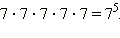 7 · 7 · 7 · 7 · 7 = 7⁵.